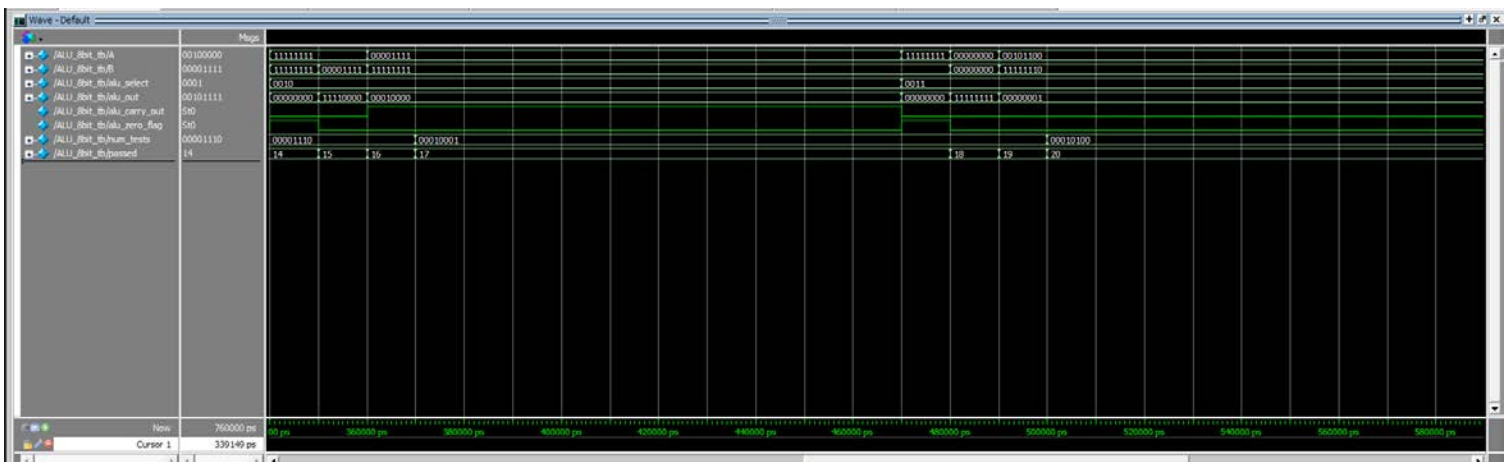 Wave - Default
Msgs
/ALU_8bit_tb/A 00100000 11111111 00001111 11111111 00000000 00101100
/ALU_8bit_tb/B 00001111 11111111 00001111 11111111 00000000 11111110
/ALU_8bit_tb/alu_select 0001 0010 0011
/ALU_8bit_tb/alu_out 00101111 00000000 11110000 00010000 00000000 11111111 00000001
/ALU_8bit_tb/alu_carry_out St0
/ALU_8bit_tb/alu_zero_flag St0
/ALU_8bit_tb/num_tests 00001110 00001110 00010001 00010100
/ALU_8bit_tb/passed 14 14 15 16 17 18 19 20
Now 760000 ps 00 ps 360000 ps 380000 ps 400000 ps 420000 ps 440000 ps 460000 ps 480000 ps 500000 ps 520000 ps 540000 ps 560000 ps 580000 ps
Cursor 1 339149 ps